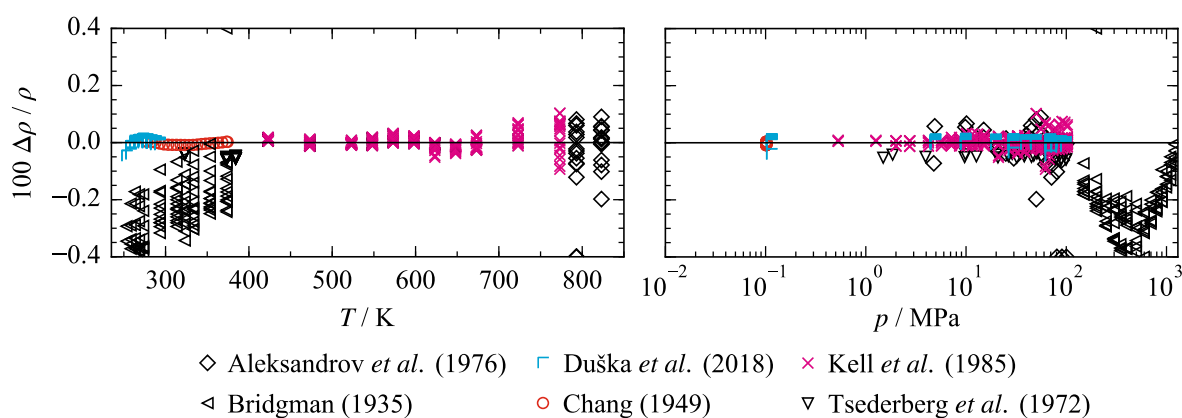 0.4
0.2
0.0
−0.2
−0.4
100 Δρ / ρ
300 400 500 600 700 800
T / K
10⁻² 10⁻¹ 10⁰ 10¹ 10² 10³
p / MPa
Aleksandrov et al. (1976) Duška et al. (2018) Kell et al. (1985)
Bridgman (1935) Chang (1949) Tsederberg et al. (1972)